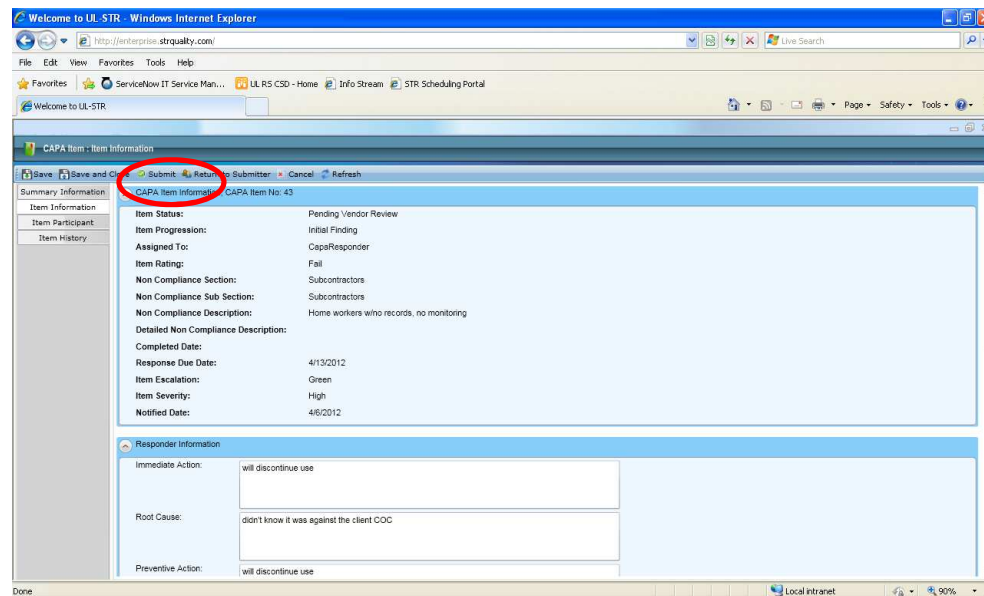 Welcome to UL-STR - Windows Internet Explorer
http://enterprise.strquality.com/
Live Search
File Edit View Favorites Tools Help
Favorites ServiceNow IT Service Man... UL RS CSD - Home Info Stream STR Scheduling Portal
Welcome to UL-STR Page Safety Tools
CAPA Item : Item Information
Save Save and Close Submit Return to Submitter Cancel Refresh
Summary Information
Item Information
Item Participant
Item History
CAPA Item Information: CAPA Item No: 43
Item Status: Pending Vendor Review
Item Progression: Initial Finding
Assigned To: CapaResponder
Item Rating: Fail
Non Compliance Section: Subcontractors
Non Compliance Sub Section: Subcontractors
Non Compliance Description: Home workers w/no records, no monitoring
Detailed Non Compliance Description:
Completed Date:
Response Due Date: 4/13/2012
Item Escalation: Green
Item Severity: High
Notified Date: 4/6/2012
Responder Information
Immediate Action: will discontinue use
Root Cause: didn't know it was against the client COC
Preventive Action: will discontinue use
Done Local intranet 90%